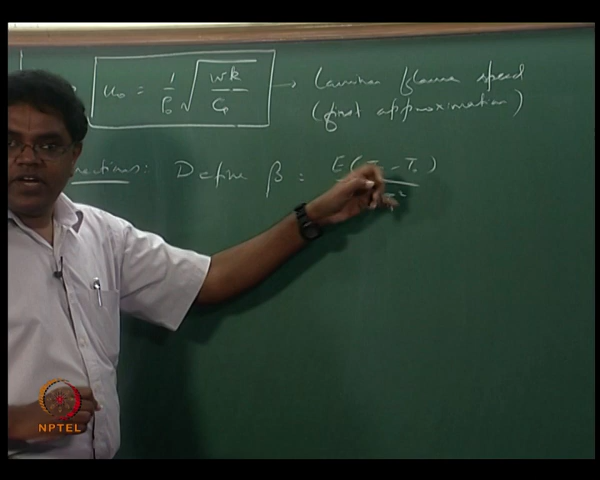 u₀ = 1/ρ₀ √(wk/Cₚ) → Laminar flame speed
(first approximation)
Define β = E( - T₀ )
NPTEL